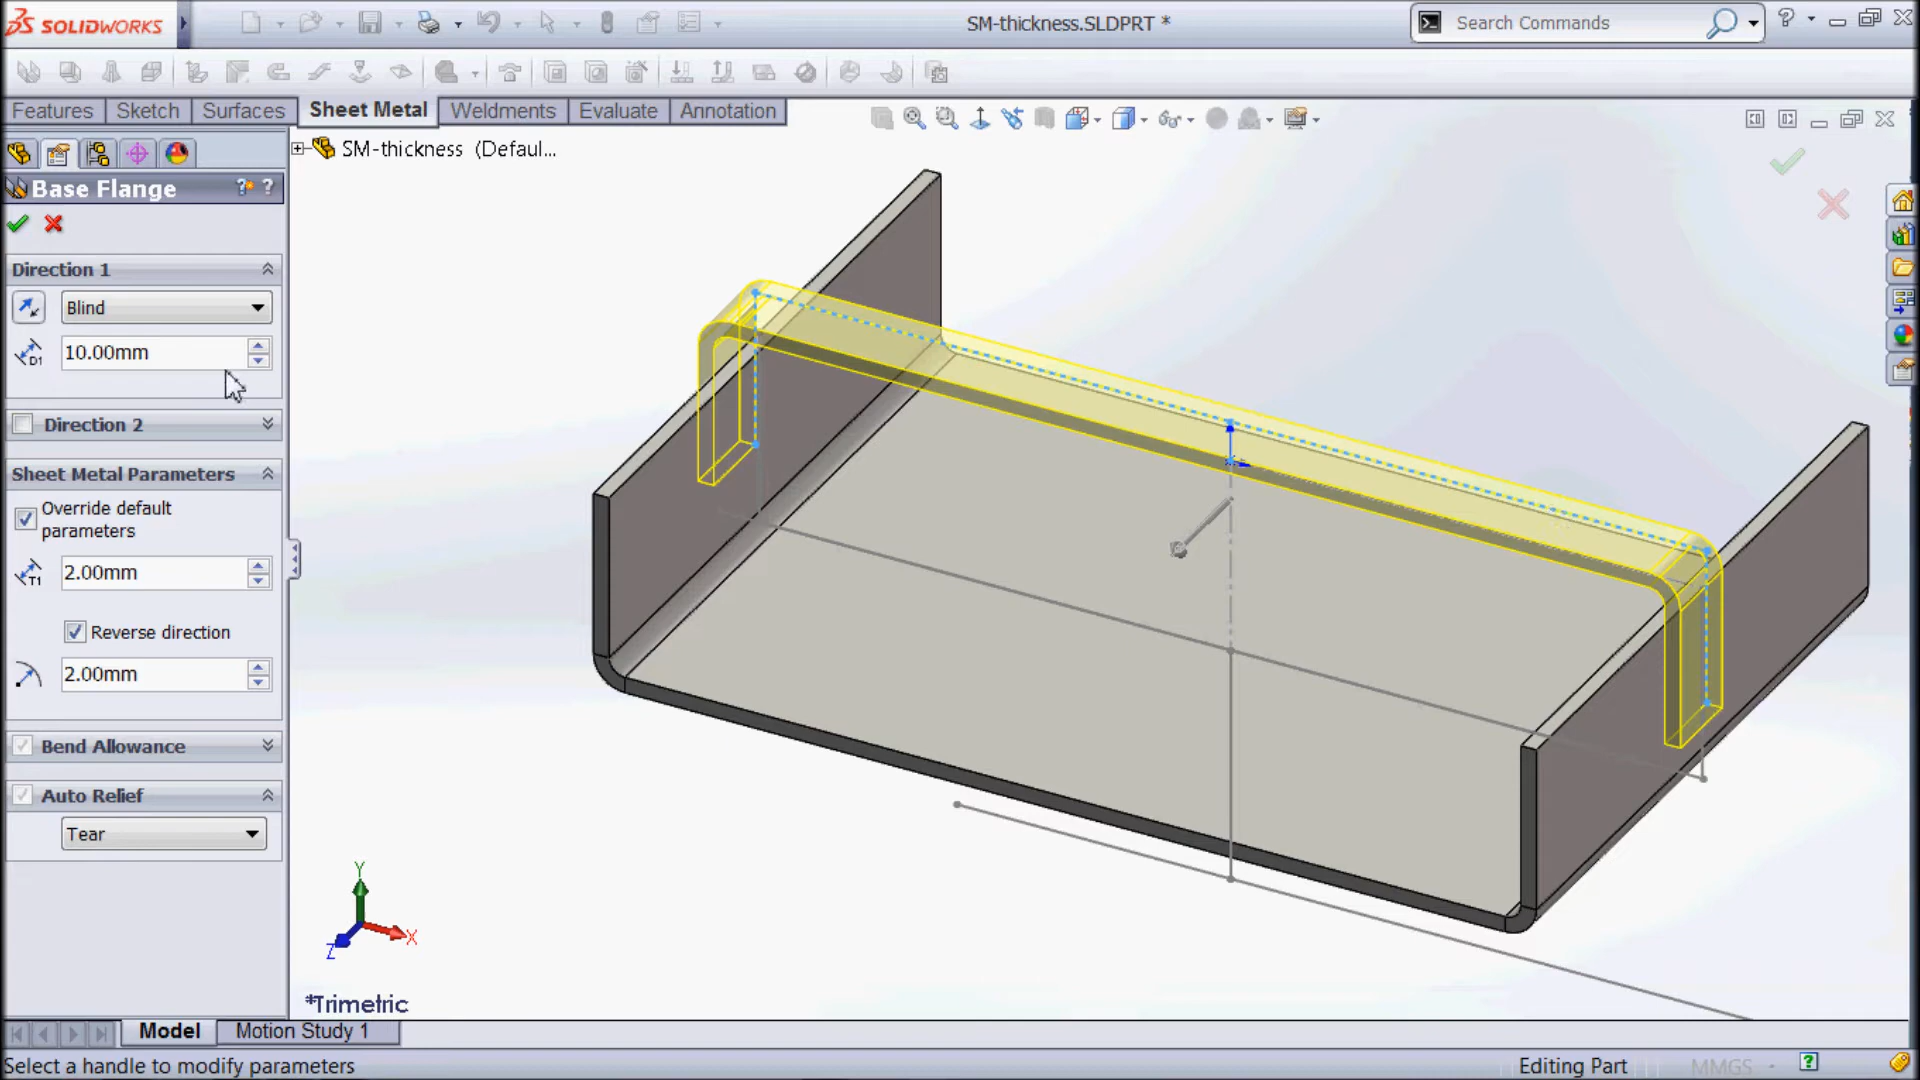 SOLIDWORKS
SM-thickness.SLDPRT *
Search Commands
?
Features
Sketch
Surfaces
Sheet Metal
Weldments
Evaluate
Annotation
SM-thickness (Defaul...
Base Flange
? ?
Direction 1
Blind
D1
10.00mm
Direction 2
Sheet Metal Parameters
Override default
parameters
T1
2.00mm
Reverse direction
2.00mm
Bend Allowance
Auto Relief
Tear
Y
X
Z
*Trimetric
Model
Motion Study 1
Select a handle to modify parameters
Editing Part
MMGS
?